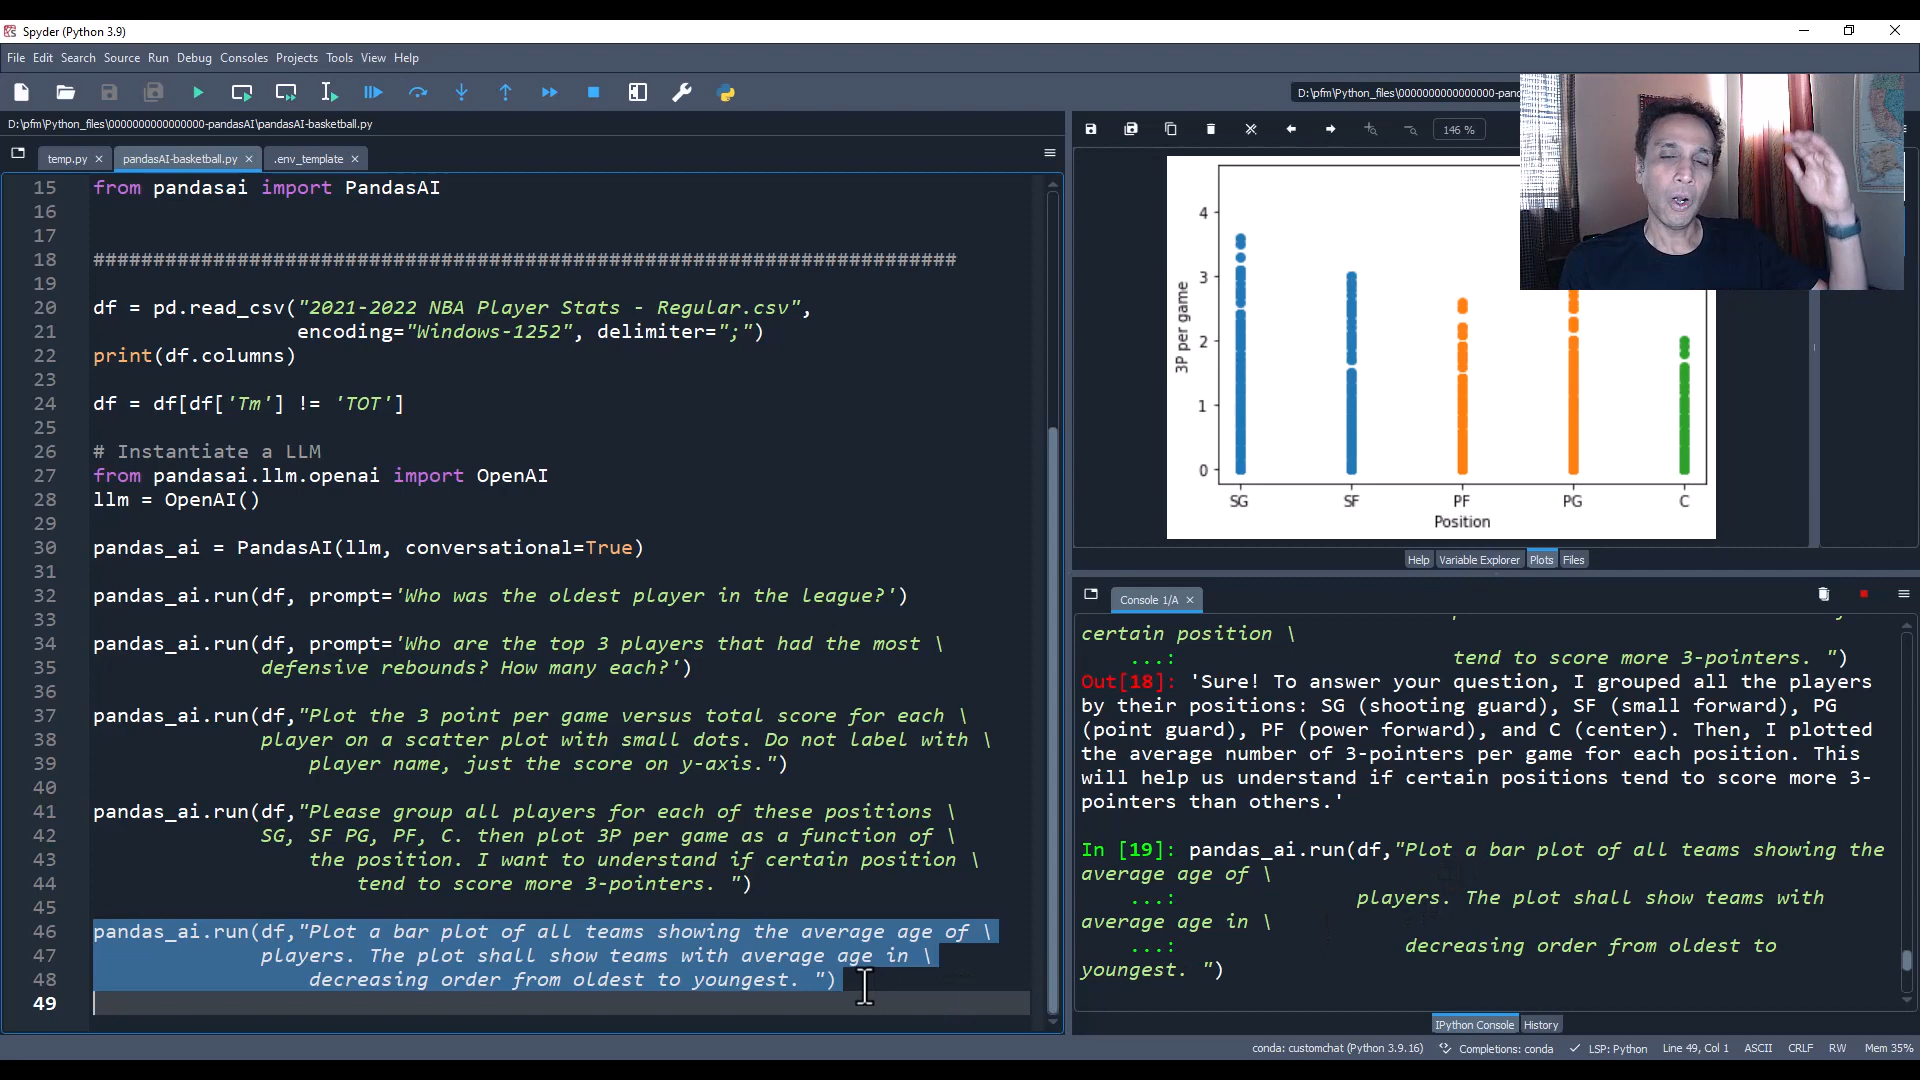 Spyder (Python 3.9)
File Edit Search Source Run Debug Consoles Projects Tools View Help
D:\pfm\Python_files\0000000000000000-pandasAI\pandasAI-basketball.py
temp.py
pandasAI-basketball.py
.env_template
15 from pandasai import PandasAI
16
17
18 ########################################################################
19
20 df = pd.read_csv("2021-2022 NBA Player Stats - Regular.csv",
21 encoding="Windows-1252", delimiter=";")
22 print(df.columns)
23
24 df = df[df['Tm'] != 'TOT']
25
26 # Instantiate a LLM
27 from pandasai.llm.openai import OpenAI
28 llm = OpenAI()
29
30 pandas_ai = PandasAI(llm, conversational=True)
31
32 pandas_ai.run(df, prompt='Who was the oldest player in the league?')
33
34 pandas_ai.run(df, prompt='Who are the top 3 players that had the most \
35 defensive rebounds? How many each?')
36
37 pandas_ai.run(df,"Plot the 3 point per game versus total score for each \
38 player on a scatter plot with small dots. Do not label with \
39 player name, just the score on y-axis.")
40
41 pandas_ai.run(df,"Please group all players for each of these positions \
42 SG, SF PG, PF, C. then plot 3P per game as a function of \
43 the position. I want to understand if certain position \
44 tend to score more 3-pointers. ")
45
46 pandas_ai.run(df,"Plot a bar plot of all teams showing the average age of \
47 players. The plot shall show teams with average age in \
48 decreasing order from oldest to youngest. ")
49
D:\pfm\Python_files\0000000000000000-pand
146 %
4
3
2
1
0
3P per game
SG SF PF PG C
Position
Help Variable Explorer Plots Files
Console 1/A
certain position \
...: tend to score more 3-pointers. ")
Out[18]: 'Sure! To answer your question, I grouped all the players
by their positions: SG (shooting guard), SF (small forward), PG
(point guard), PF (power forward), and C (center). Then, I plotted
the average number of 3-pointers per game for each position. This
will help us understand if certain positions tend to score more 3-
pointers than others.'
In [19]: pandas_ai.run(df,"Plot a bar plot of all teams showing the
average age of \
...: players. The plot shall show teams with
average age in \
...: decreasing order from oldest to
youngest. ")
IPython Console History
conda: customchat (Python 3.9.16) Completions: conda LSP: Python Line 49, Col 1 ASCII CRLF RW Mem 35%